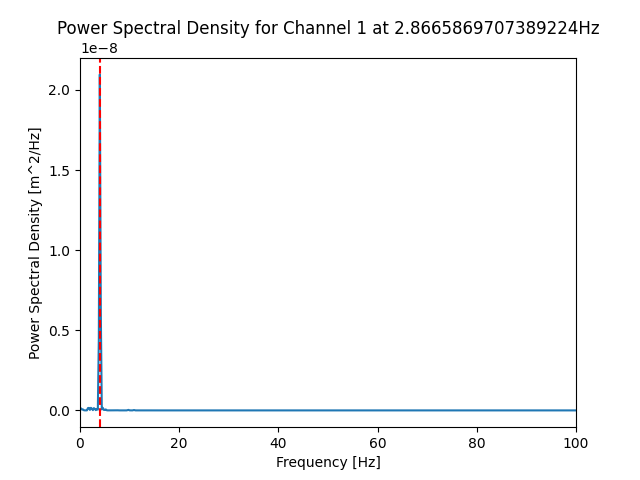 Power Spectral Density for Channel 1 at 2.8665869707389224Hz
1e−8
2.0
1.5
1.0
0.5
0.0
Power Spectral Density [m^2/Hz]
0 20 40 60 80 100
Frequency [Hz]